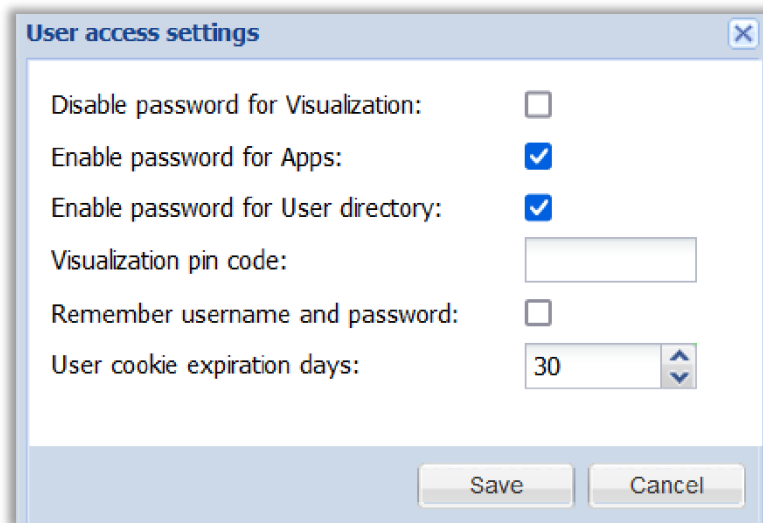 User access settings
Disable password for Visualization:
Enable password for Apps:
Enable password for User directory:
Visualization pin code:
Remember username and password:
User cookie expiration days: 30
Save Cancel